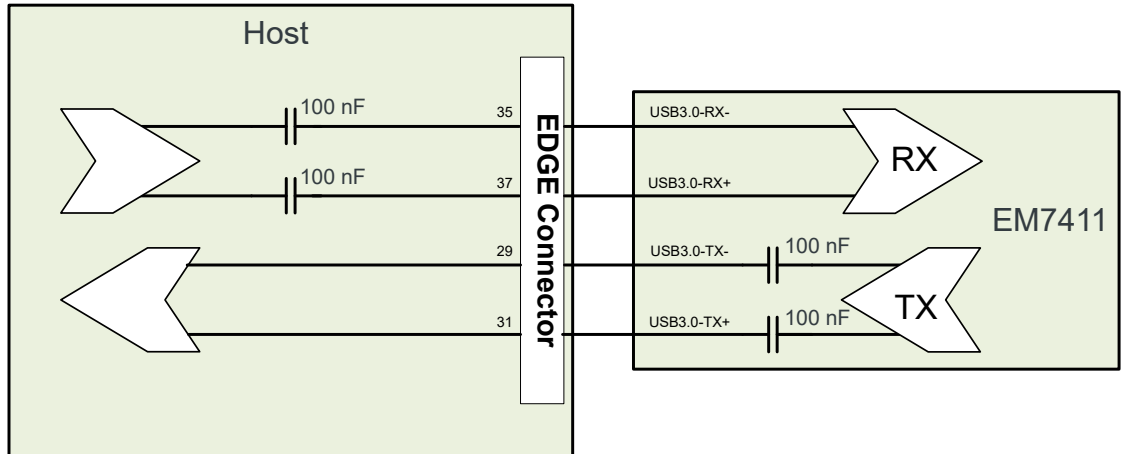 Host
100 nF
35
USB3.0-RX-
100 nF
37
USB3.0-RX+
RX
EDGE Connector
EM7411
29
USB3.0-TX-
100 nF
31
USB3.0-TX+
100 nF
TX